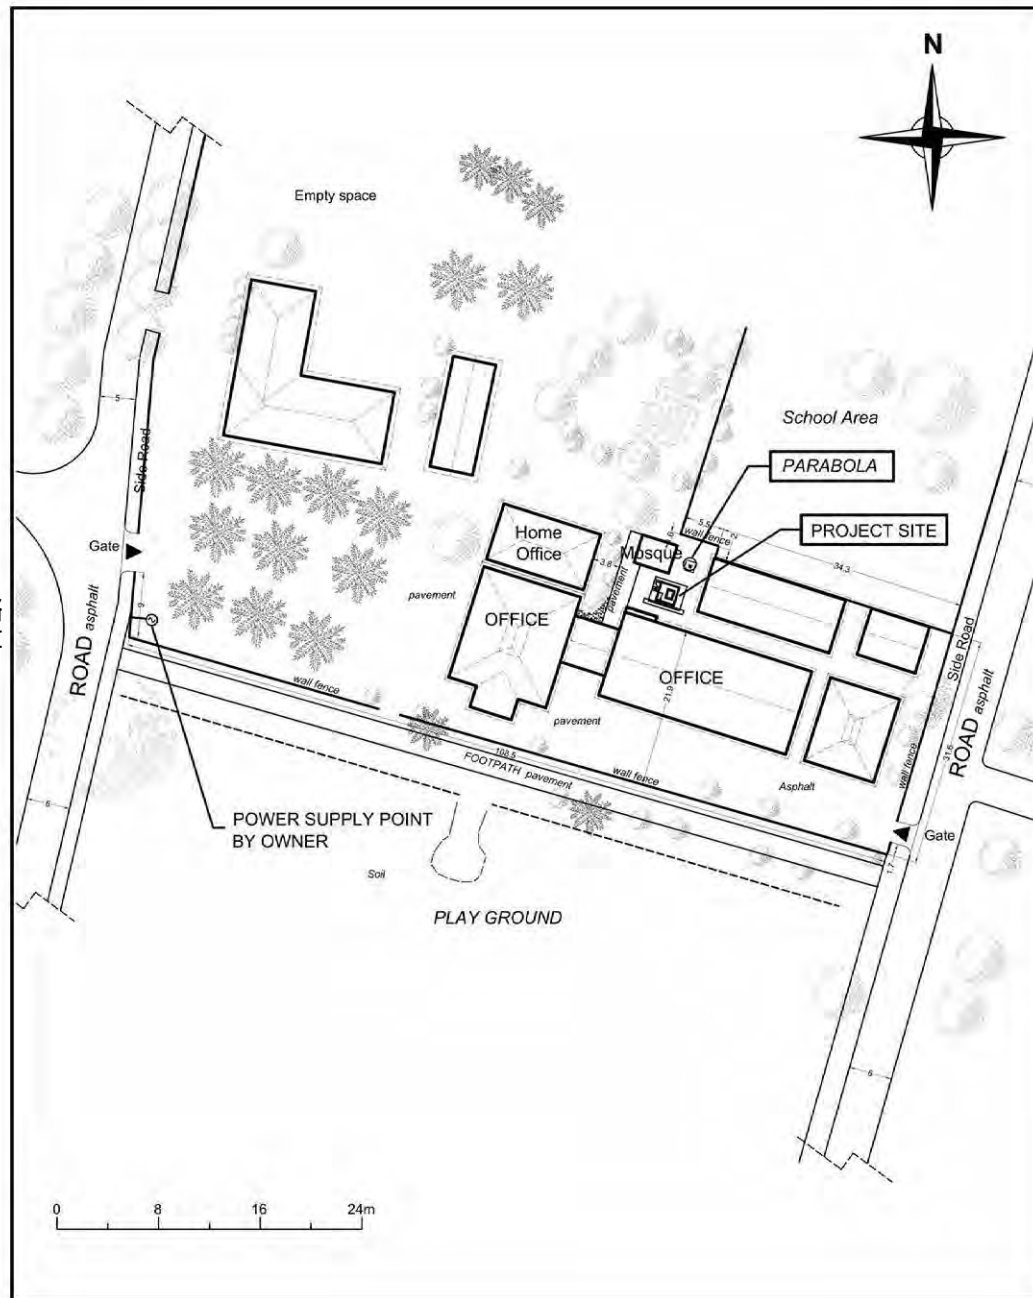 N
Empty space
School Area
PARABOLA
5
Side Road
PROJECT SITE
5.5
wall fence
2
Home
Office
Mosque
3.6
34.3
pavement
Gate
ROAD asphalt
9
pavement
OFFICE
OFFICE
21.9
Side Road
ROAD asphalt
wall fence
pavement
108.5
FOOTPATH pavement
wall fence
Asphalt
wall fence
31.6
Gate
1.7
6
POWER SUPPLY POINT
BY OWNER
Soil
PLAY GROUND
6
0 8 16 24m